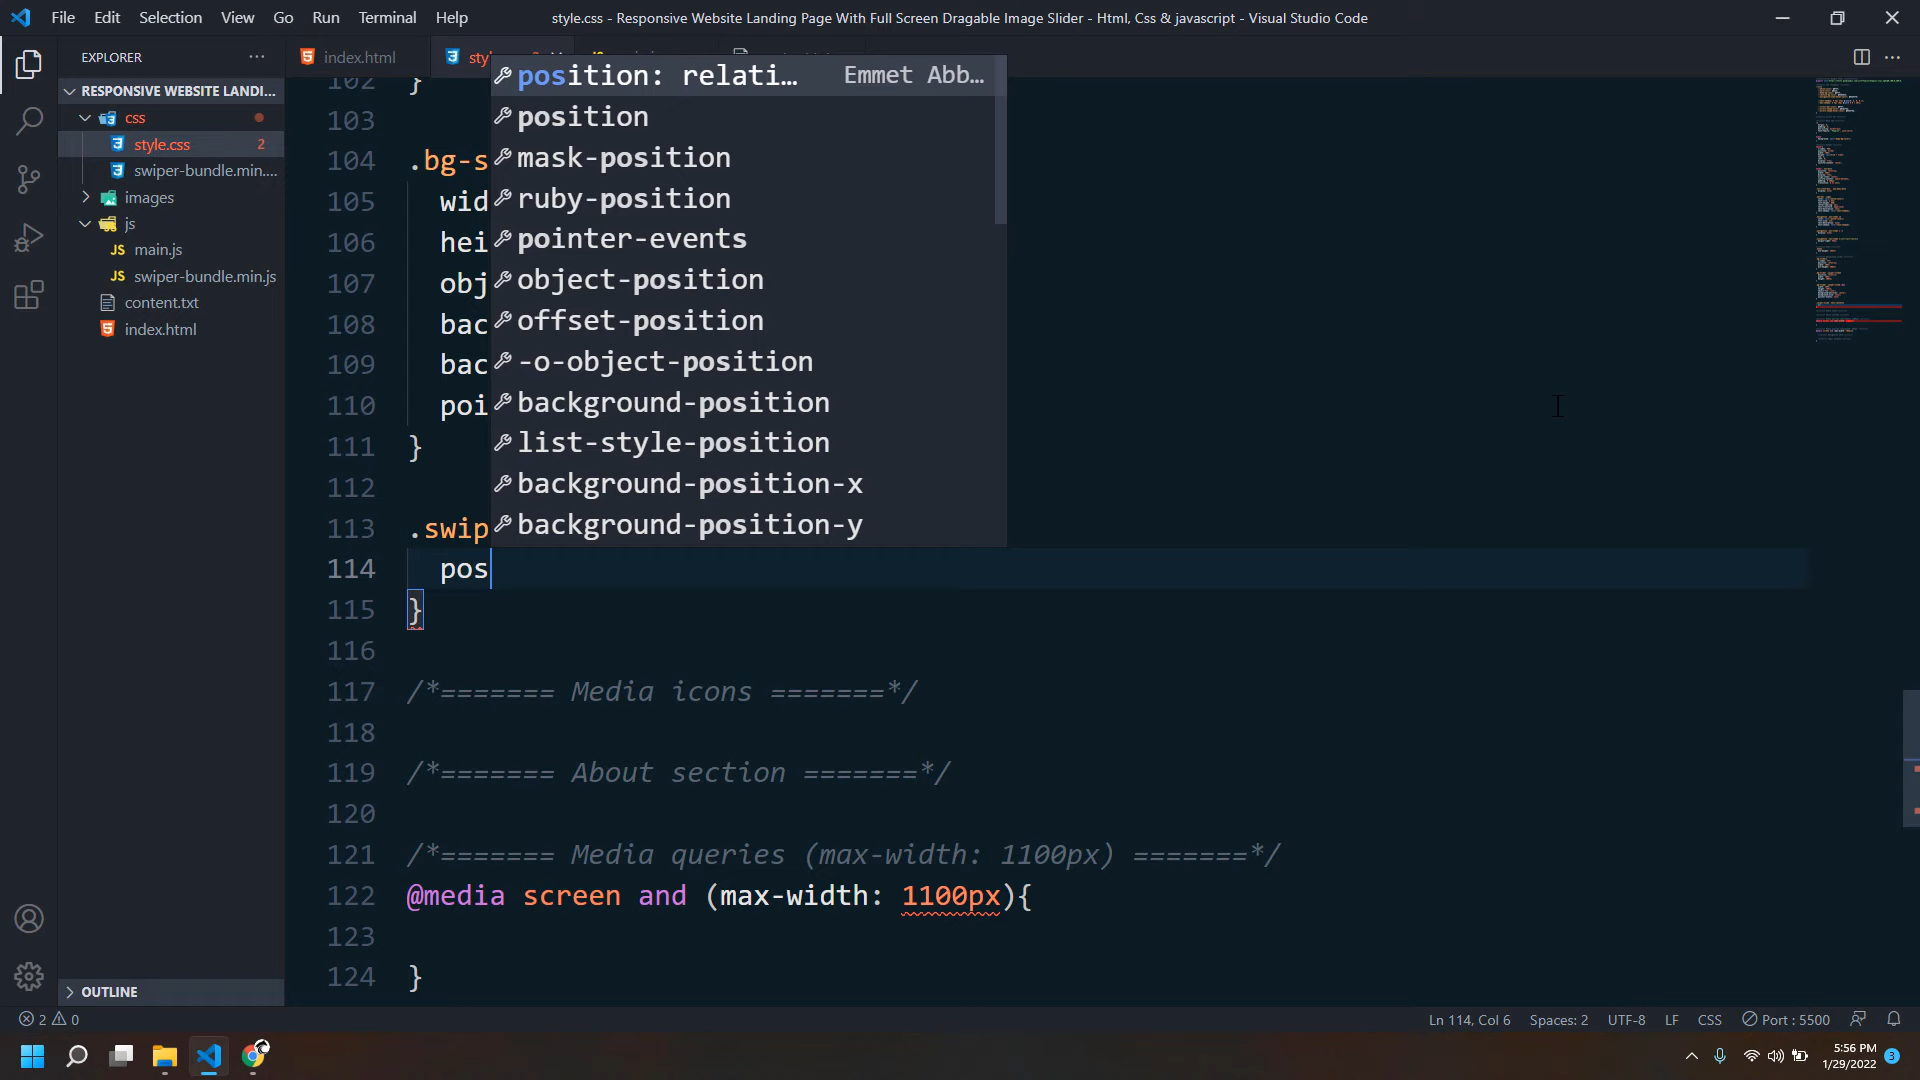 File Edit Selection View Go Run Terminal Help
style.css - Responsive Website Landing Page With Full Screen Dragable Image Slider - Html, Css & javascript - Visual Studio Code
EXPLORER
index.html
RESPONSIVE WEBSITE LANDI...
css
style.css 2
swiper-bundle.min....
images
js
JS main.js
JS swiper-bundle.min.js
content.txt
index.html
OUTLINE
position: relati... Emmet Abb...
position
mask-position
ruby-position
pointer-events
object-position
offset-position
-o-object-position
background-position
list-style-position
background-position-x
background-position-y
102 }
103
104 .bg-s
105 wid
106 hei
107 obj
108 bac
109 bac
110 poi
111 }
112
113 .swip
114 pos
115 }
116
117 /*======= Media icons =======*/
118
119 /*======= About section =======*/
120
121 /*======= Media queries (max-width: 1100px) =======*/
122 @media screen and (max-width: 1100px){
123
124 }
2 0
Ln 114, Col 6 Spaces: 2 UTF-8 LF CSS Port : 5500
5:56 PM
1/29/2022 3